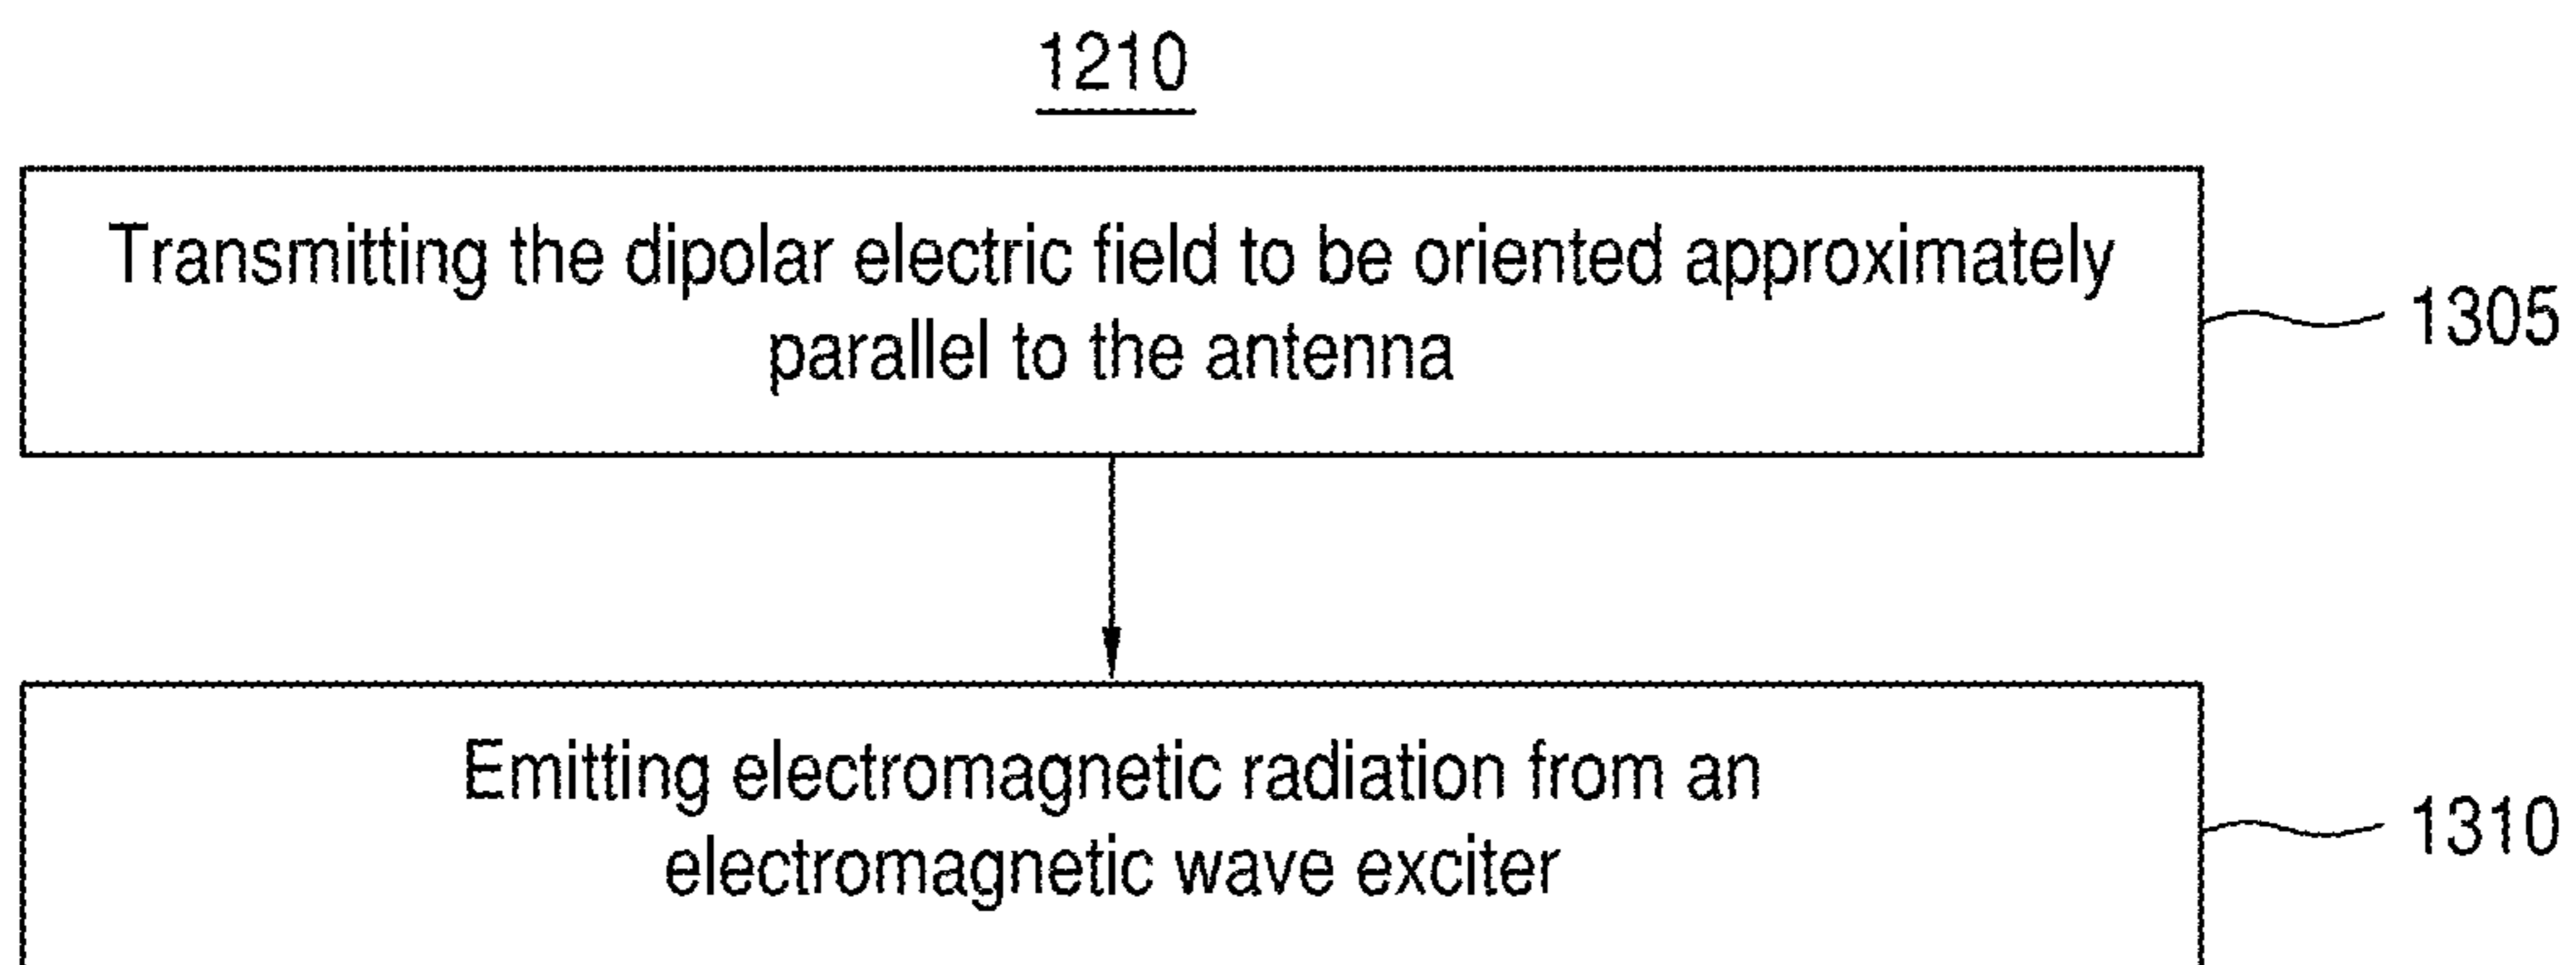 1210
Transmitting the dipolar electric field to be oriented approximately
parallel to the antenna
1305
Emitting electromagnetic radiation from an
electromagnetic wave exciter
1310